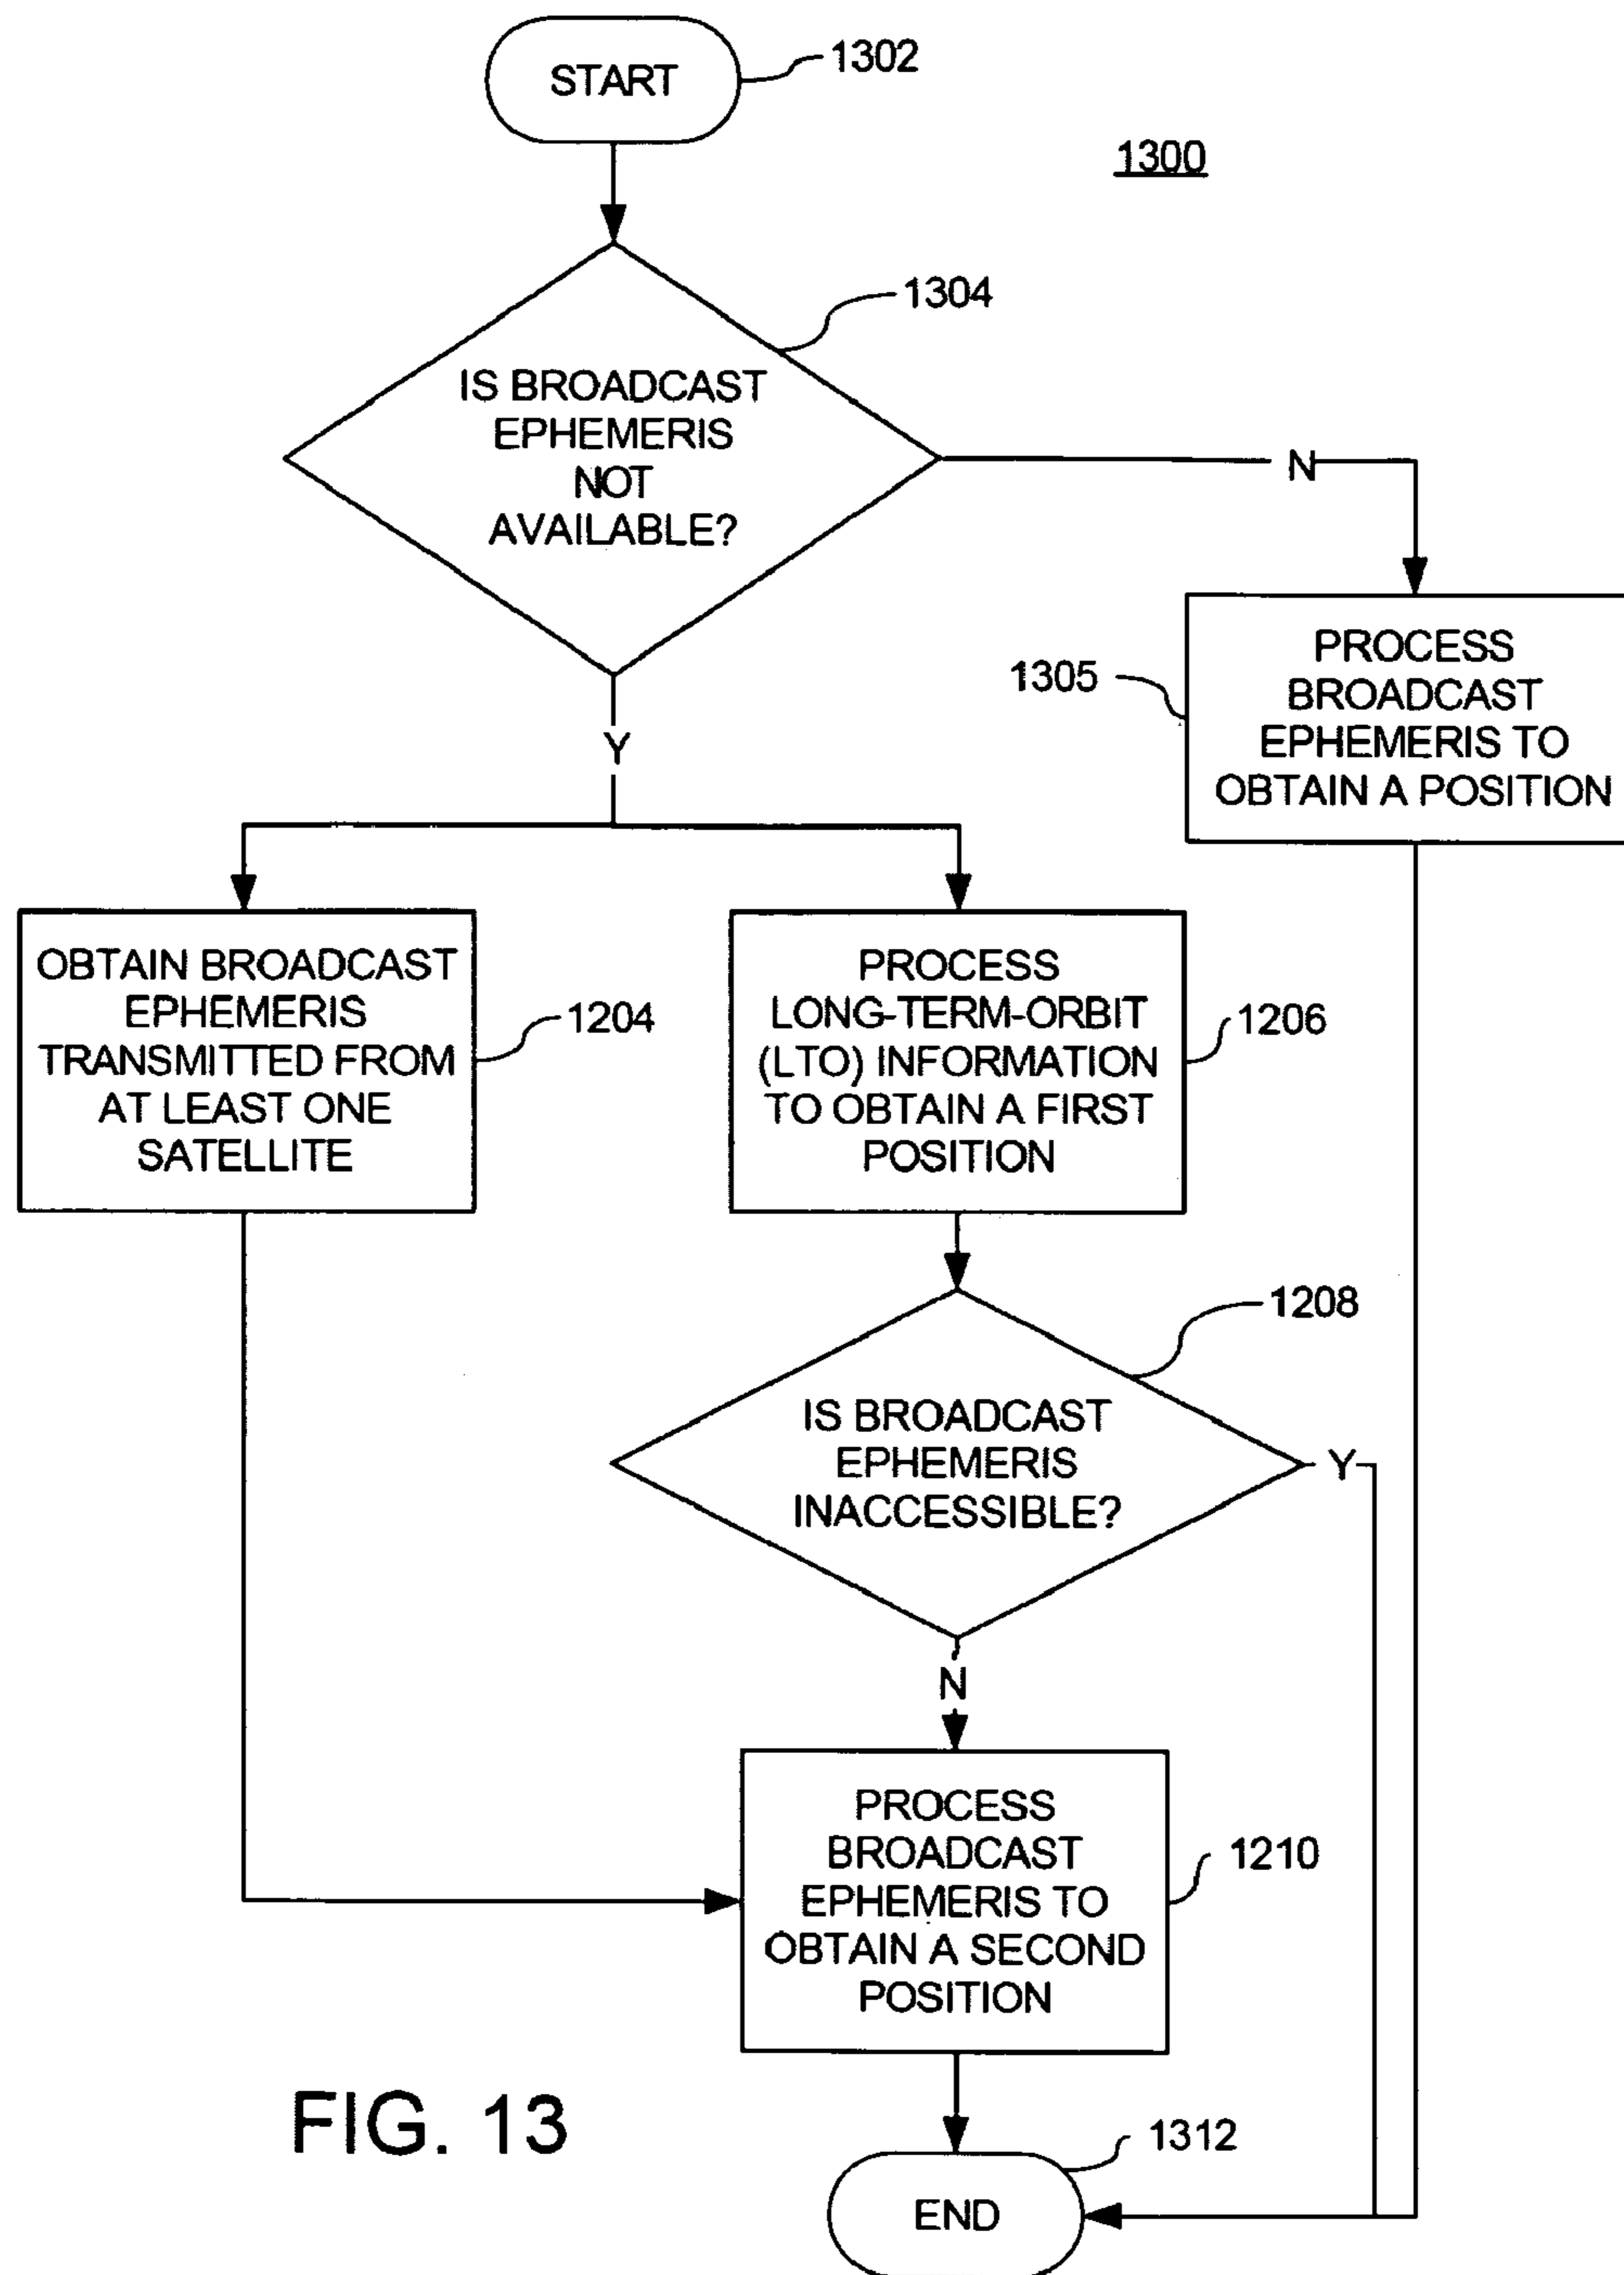 START
1302
1300
1304
IS BROADCAST
EPHEMERIS
NOT
AVAILABLE?
N
Y
1305
PROCESS
BROADCAST
EPHEMERIS TO
OBTAIN A POSITION
OBTAIN BROADCAST
EPHEMERIS
TRANSMITTED FROM
AT LEAST ONE
SATELLITE
1204
PROCESS
LONG-TERM-ORBIT
(LTO) INFORMATION
TO OBTAIN A FIRST
POSITION
1206
1208
IS BROADCAST
EPHEMERIS
INACCESSIBLE?
Y
N
PROCESS
BROADCAST
EPHEMERIS TO
OBTAIN A SECOND
POSITION
1210
FIG. 13
1312
END